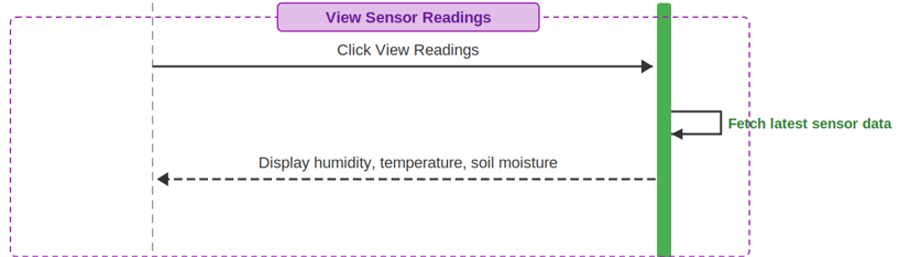 View Sensor Readings
Click View Readings
Fetch latest sensor data
Display humidity, temperature, soil moisture